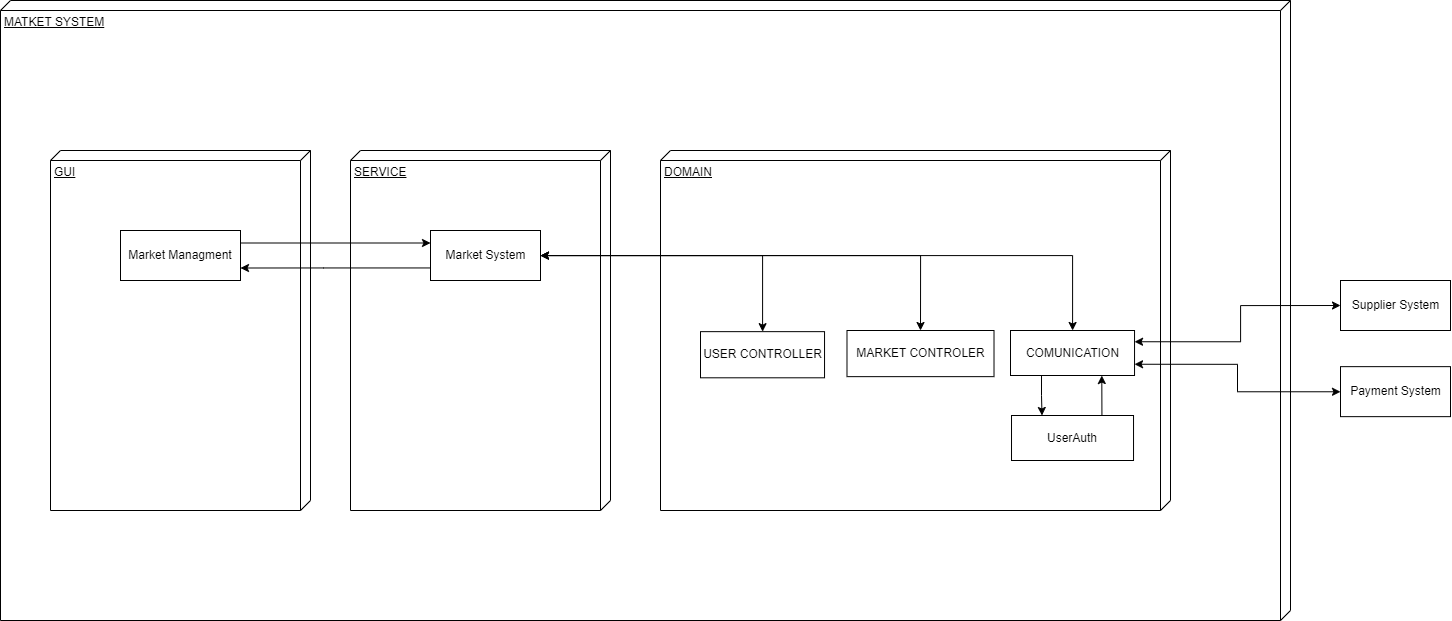 MATKET SYSTEM
GUI
SERVICE
DOMAIN
Market Managment
Market System
USER CONTROLLER
MARKET CONTROLER
COMUNICATION
UserAuth
Supplier System
Payment System